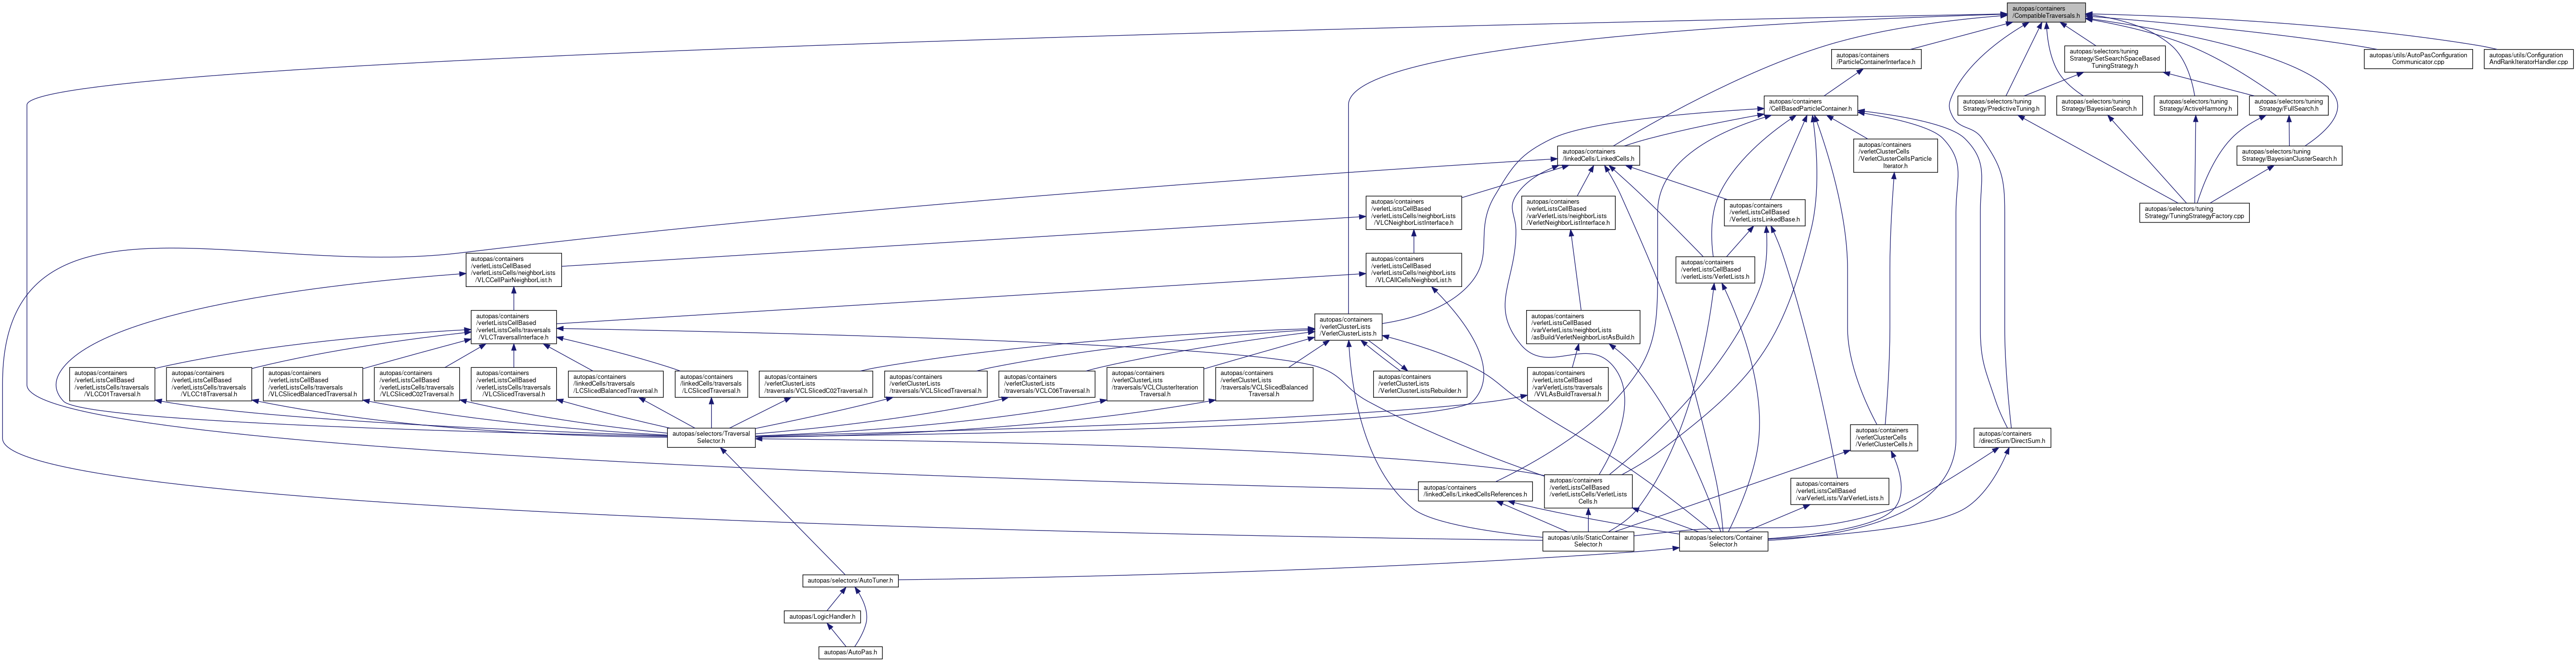 autopas/containers
/CompatibleTraversals.h
autopas/containers
/ParticleContainerInterface.h
autopas/selectors/tuning
Strategy/SetSearchSpaceBased
TuningStrategy.h
autopas/utils/AutoPasConfiguration
Communicator.cpp
autopas/utils/Configuration
AndRankIteratorHandler.cpp
autopas/containers
/CellBasedParticleContainer.h
autopas/selectors/tuning
Strategy/PredictiveTuning.h
autopas/selectors/tuning
Strategy/BayesianSearch.h
autopas/selectors/tuning
Strategy/ActiveHarmony.h
autopas/selectors/tuning
Strategy/FullSearch.h
autopas/containers
/linkedCells/LinkedCells.h
autopas/containers
/verletClusterCells
/VerletClusterCellsParticle
Iterator.h
autopas/selectors/tuning
Strategy/BayesianClusterSearch.h
autopas/containers
/verletListsCellBased
/verletListsCells/neighborLists
/VLCNeighborListInterface.h
autopas/containers
/verletListsCellBased
/varVerletLists/neighborLists
/VerletNeighborListInterface.h
autopas/containers
/verletListsCellBased
/VerletListsLinkedBase.h
autopas/selectors/tuning
Strategy/TuningStrategyFactory.cpp
autopas/containers
/verletListsCellBased
/verletListsCells/neighborLists
/VLCCellPairNeighborList.h
autopas/containers
/verletListsCellBased
/verletListsCells/neighborLists
/VLCAllCellsNeighborList.h
autopas/containers
/verletListsCellBased
/verletLists/VerletLists.h
autopas/containers
/verletListsCellBased
/verletListsCells/traversals
/VLCTraversalInterface.h
autopas/containers
/verletClusterLists
/VerletClusterLists.h
autopas/containers
/verletListsCellBased
/varVerletLists/neighborLists
/asBuild/VerletNeighborListAsBuild.h
autopas/containers
/verletListsCellBased
/verletListsCells/traversals
/VLCC01Traversal.h
autopas/containers
/verletListsCellBased
/verletListsCells/traversals
/VLCC18Traversal.h
autopas/containers
/verletListsCellBased
/verletListsCells/traversals
/VLCSlicedBalancedTraversal.h
autopas/containers
/verletListsCellBased
/verletListsCells/traversals
/VLCSlicedC02Traversal.h
autopas/containers
/verletListsCellBased
/verletListsCells/traversals
/VLCSlicedTraversal.h
autopas/containers
/linkedCells/traversals
/LCSlicedBalancedTraversal.h
autopas/containers
/linkedCells/traversals
/LCSlicedTraversal.h
autopas/containers
/verletClusterLists
/traversals/VCLSlicedC02Traversal.h
autopas/containers
/verletClusterLists
/traversals/VCLSlicedTraversal.h
autopas/containers
/verletClusterLists
/traversals/VCLC06Traversal.h
autopas/containers
/verletClusterLists
/traversals/VCLClusterIteration
Traversal.h
autopas/containers
/verletClusterLists
/traversals/VCLSlicedBalanced
Traversal.h
autopas/containers
/verletClusterLists
/VerletClusterListsRebuilder.h
autopas/containers
/verletListsCellBased
/varVerletLists/traversals
/VVLAsBuildTraversal.h
autopas/selectors/Traversal
Selector.h
autopas/containers
/verletClusterCells
/VerletClusterCells.h
autopas/containers
/directSum/DirectSum.h
autopas/containers
/linkedCells/LinkedCellsReferences.h
autopas/containers
/verletListsCellBased
/verletListsCells/VerletLists
Cells.h
autopas/containers
/verletListsCellBased
/varVerletLists/VarVerletLists.h
autopas/utils/StaticContainer
Selector.h
autopas/selectors/Container
Selector.h
autopas/selectors/AutoTuner.h
autopas/LogicHandler.h
autopas/AutoPas.h